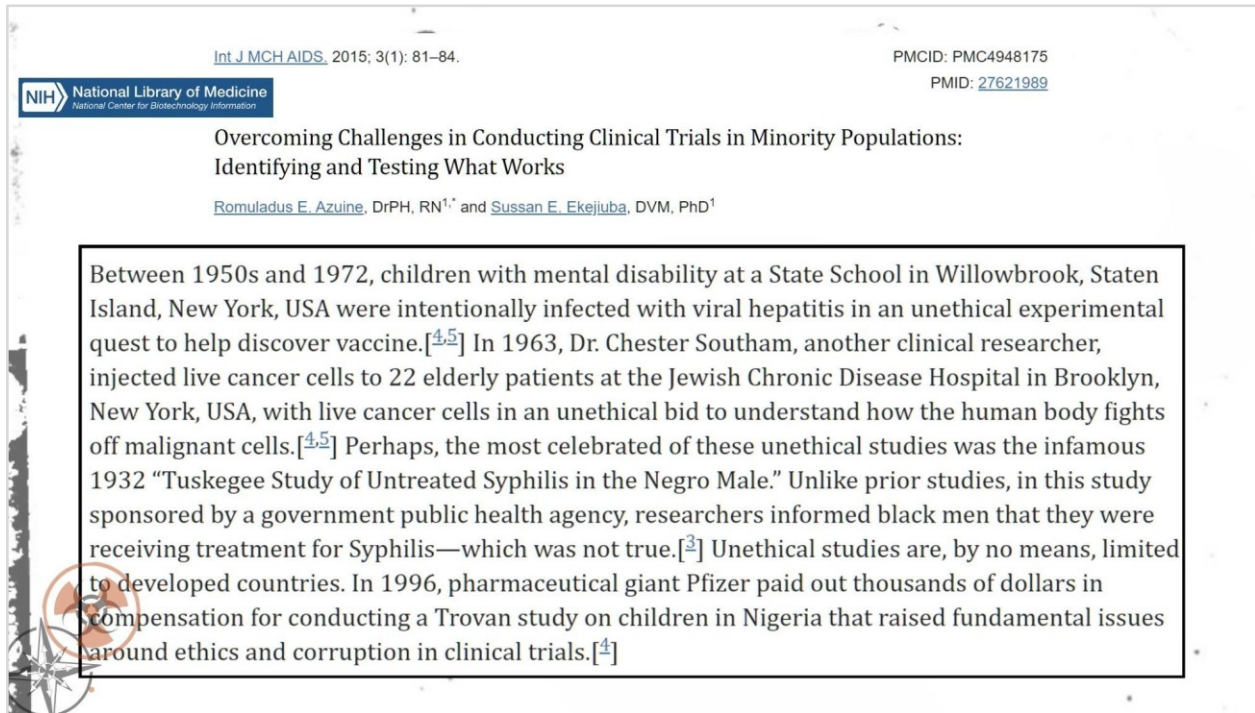 Int J MCH AIDS. 2015; 3(1): 81–84.
PMCID: PMC4948175
PMID: 27621989
NIH National Library of Medicine
National Center for Biotechnology Information
Overcoming Challenges in Conducting Clinical Trials in Minority Populations:
Identifying and Testing What Works
Romuladus E. Azuine, DrPH, RN1,* and Sussan E. Ekejiuba, DVM, PhD1
Between 1950s and 1972, children with mental disability at a State School in Willowbrook, Staten
Island, New York, USA were intentionally infected with viral hepatitis in an unethical experimental
quest to help discover vaccine.[4,5] In 1963, Dr. Chester Southam, another clinical researcher,
injected live cancer cells to 22 elderly patients at the Jewish Chronic Disease Hospital in Brooklyn,
New York, USA, with live cancer cells in an unethical bid to understand how the human body fights
off malignant cells.[4,5] Perhaps, the most celebrated of these unethical studies was the infamous
1932 “Tuskegee Study of Untreated Syphilis in the Negro Male.” Unlike prior studies, in this study
sponsored by a government public health agency, researchers informed black men that they were
receiving treatment for Syphilis—which was not true.[3] Unethical studies are, by no means, limited
to developed countries. In 1996, pharmaceutical giant Pfizer paid out thousands of dollars in
compensation for conducting a Trovan study on children in Nigeria that raised fundamental issues
around ethics and corruption in clinical trials.[4]